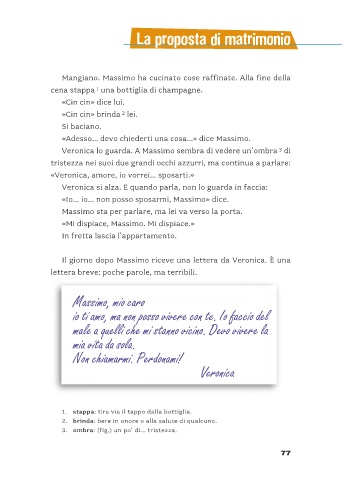 La proposta di matrimonio
Mangiano. Massimo ha cucinato cose raffinate. Alla fine della
cena stappa 1 una bottiglia di champagne.
«Cin cin» dice lui.
«Cin cin» brinda 2 lei.
Si baciano.
«Adesso... devo chiederti una cosa...» dice Massimo.
Veronica lo guarda. A Massimo sembra di vedere un'ombra 3 di
tristezza nei suoi due grandi occhi azzurri, ma continua a parlare:
«Veronica, amore, io vorrei... sposarti.»
Veronica si alza. E quando parla, non lo guarda in faccia:
«Io... io... non posso sposarmi, Massimo» dice.
Massimo sta per parlare, ma lei va verso la porta.
«Mi dispiace, Massimo. Mi dispiace.»
In fretta lascia l'appartamento.
Il giorno dopo Massimo riceve una lettera da Veronica. È una
lettera breve: poche parole, ma terribili.
Massimo, mio caro
io ti amo, ma non posso vivere con te. Io faccio del
male a quelli che mi stanno vicino. Devo vivere la
mia vita da sola.
Non chiamarmi. Perdonami!
Veronica
1. stappa: tira via il tappo dalla bottiglia.
2. brinda: bere in onore o alla salute di qualcuno.
3. ombra: (fig.) un po' di... tristezza.
77